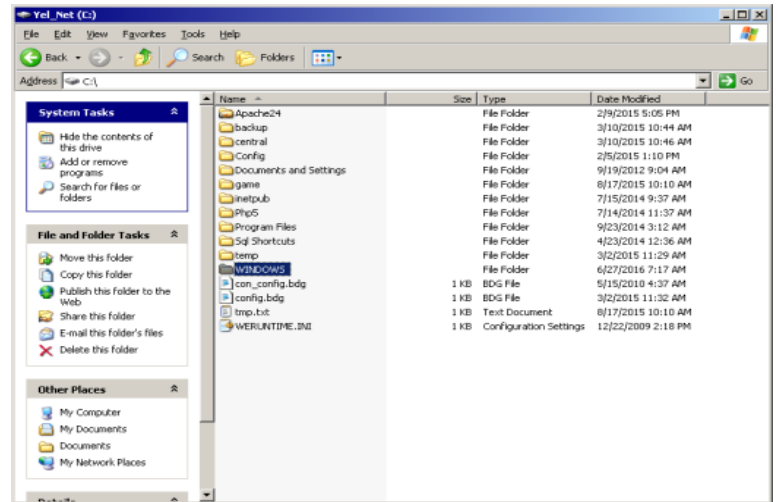 Yel_Net (C:)
File Edit View Favorites Tools Help
Back Search Folders
Address C:\ Go
System Tasks
Hide the contents of
this drive
Add or remove
programs
Search for files or
folders
File and Folder Tasks
Move this folder
Copy this folder
Publish this folder to the
Web
Share this folder
E-mail this folder's files
Delete this folder
Other Places
My Computer
My Documents
Documents
My Network Places
Details
Name Size Type Date Modified
Apache24 File Folder 2/9/2015 5:05 PM
backup File Folder 3/10/2015 10:44 AM
central File Folder 3/10/2015 10:46 AM
Config File Folder 2/5/2015 1:10 PM
Documents and Settings File Folder 9/19/2012 9:04 AM
game File Folder 8/17/2015 10:10 AM
inetpub File Folder 7/15/2014 9:37 AM
Php5 File Folder 7/14/2014 11:37 AM
Program Files File Folder 9/23/2014 3:12 AM
Sql Shortcuts File Folder 4/23/2014 12:36 AM
temp File Folder 3/2/2015 11:29 AM
WINDOWS File Folder 6/27/2016 7:17 AM
con_config.bdg 1 KB BDG File 5/15/2010 4:37 AM
config.bdg 1 KB BDG File 3/2/2015 11:32 AM
tmp.txt 1 KB Text Document 8/17/2015 10:10 AM
WERUNTIME.INI 1 KB Configuration Settings 12/22/2009 2:18 PM